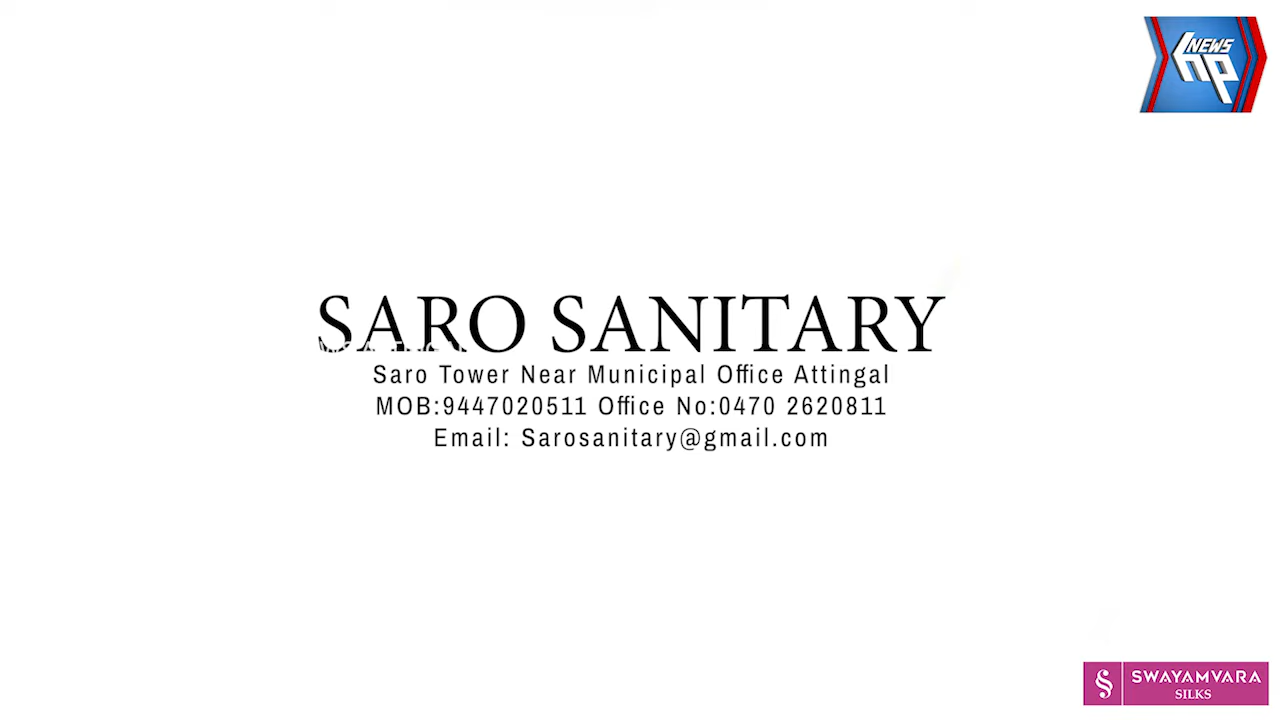 NEWS
hp
SARO SANITARY
Saro Tower Near Municipal Office Attingal
MOB:9447020511 Office No:0470 2620811
Email: Sarosanitary@gmail.com
SWAYAMVARA
SILKS